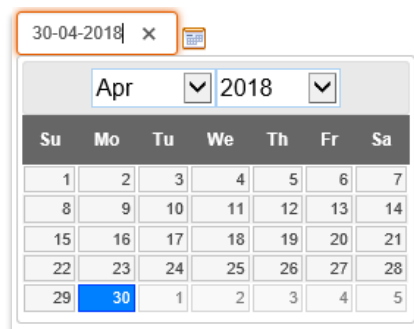 30-04-2018 ×
Apr 2018
Su Mo Tu We Th Fr Sa
1 2 3 4 5 6 7
8 9 10 11 12 13 14
15 16 17 18 19 20 21
22 23 24 25 26 27 28
29 30 1 2 3 4 5